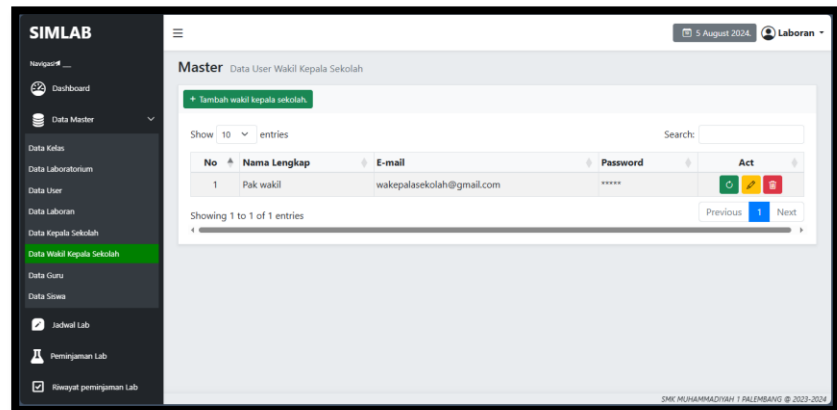 SIMLAB
5 August 2024.
Laboran
Navigasi
Master Data User Wakil Kepala Sekolah
Dashboard
+ Tambah wakil kepala sekolah.
Data Master
Show 10 entries
Search:
Data Kelas
No Nama Lengkap E-mail Password Act
Data Laboratorium
1 Pak wakil wakepalasekolah@gmail.com *****
Data User
Data Laboran
Showing 1 to 1 of 1 entries
Previous 1 Next
Data Kepala Sekolah
Data Wakil Kepala Sekolah
Data Guru
Data Siswa
Jadwal Lab
Peminjaman Lab
Riwayat peminjaman Lab
SMK MUHAMMADIYAH 1 PALEMBANG @ 2023-2024